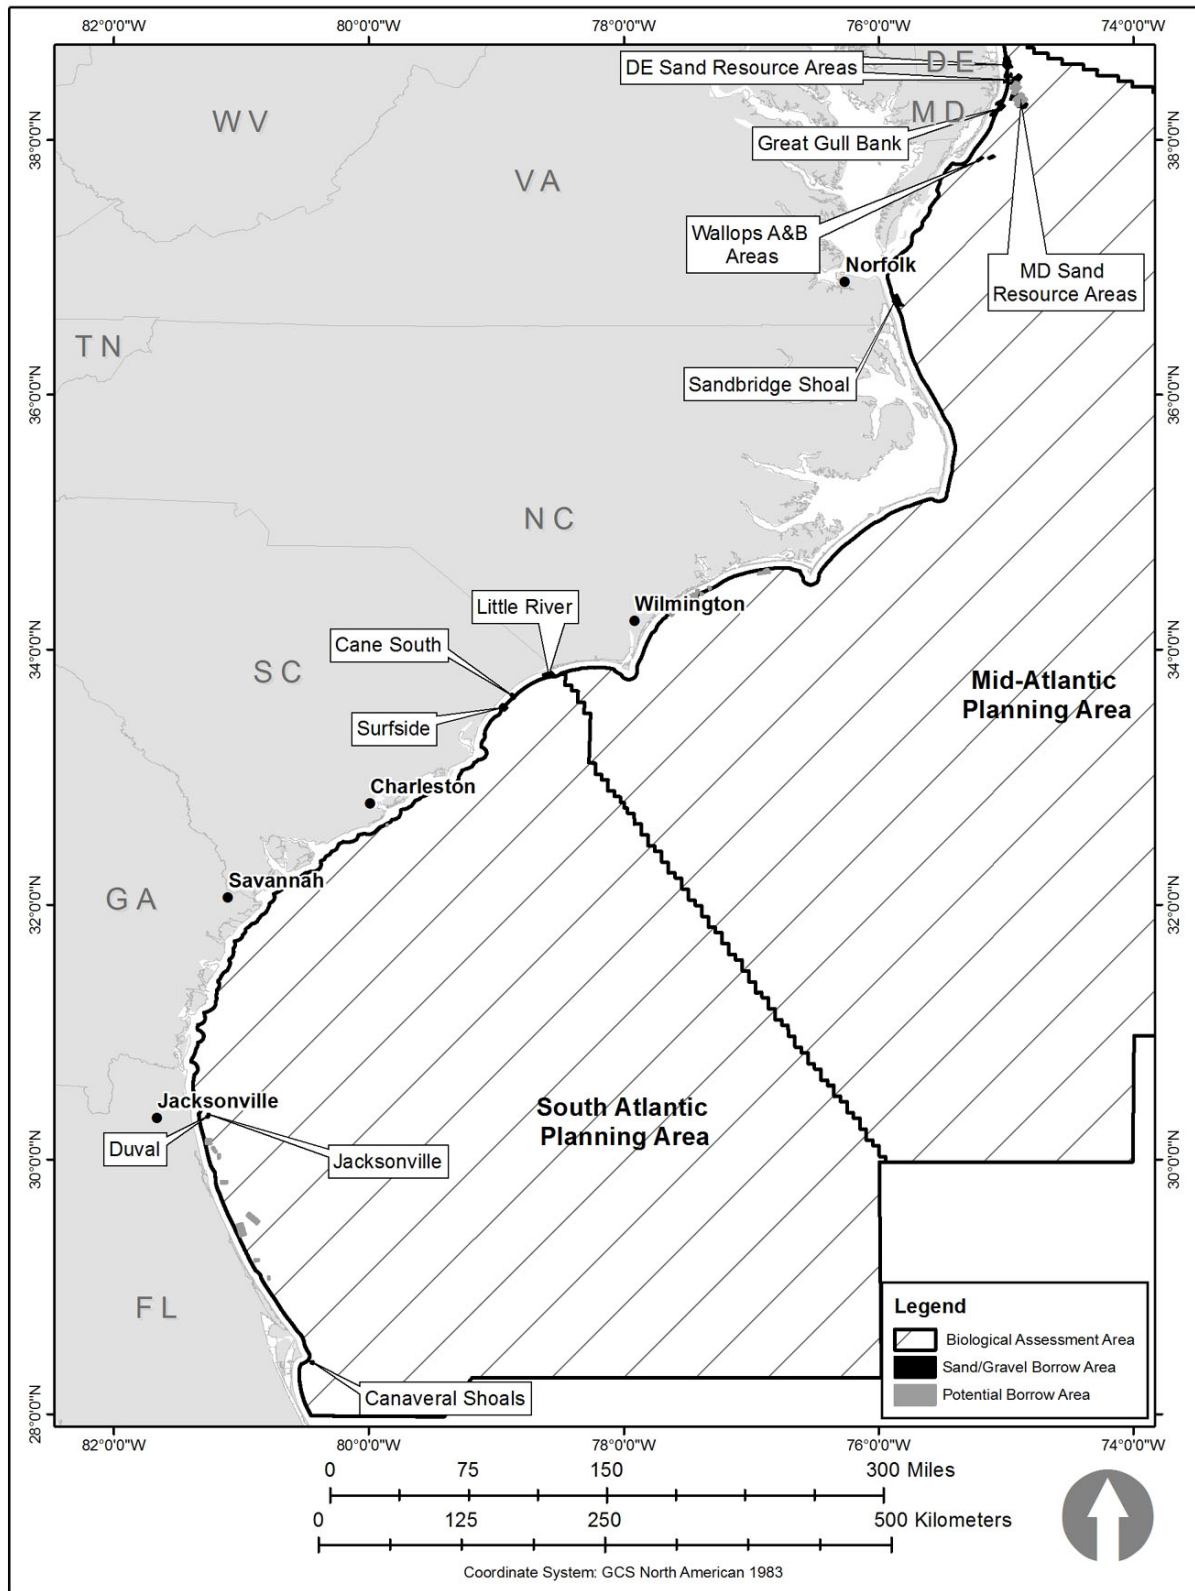 82°0'0"W
80°0'0"W
78°0'0"W
76°0'0"W
74°0'0"W
DE
DE Sand Resource Areas
WV
MD
38°0'0"N
38°0'0"N
Great Gull Bank
VA
Wallops A&B
Areas
Norfolk
MD Sand
Resource Areas
TN
36°0'0"N
36°0'0"N
Sandbridge Shoal
NC
Little River
Wilmington
Cane South
34°0'0"N
34°0'0"N
SC
Mid-Atlantic
Planning Area
Surfside
Charleston
Savannah
GA
32°0'0"N
32°0'0"N
Jacksonville
South Atlantic
Planning Area
Duval
Jacksonville
30°0'0"N
30°0'0"N
FL
Legend
Biological Assessment Area
Sand/Gravel Borrow Area
Potential Borrow Area
Canaveral Shoals
28°0'0"N
28°0'0"N
82°0'0"W
80°0'0"W
78°0'0"W
76°0'0"W
74°0'0"W
0 75 150 300 Miles
0 125 250 500 Kilometers
Coordinate System: GCS North American 1983